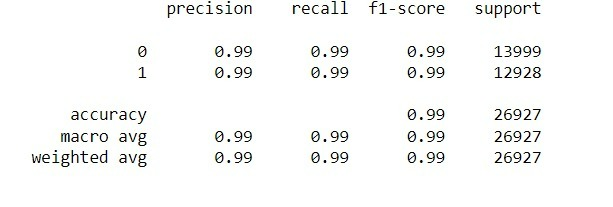 precision recall f1-score support
0 0.99 0.99 0.99 13999
1 0.99 0.99 0.99 12928
accuracy 0.99 26927
macro avg 0.99 0.99 0.99 26927
weighted avg 0.99 0.99 0.99 26927